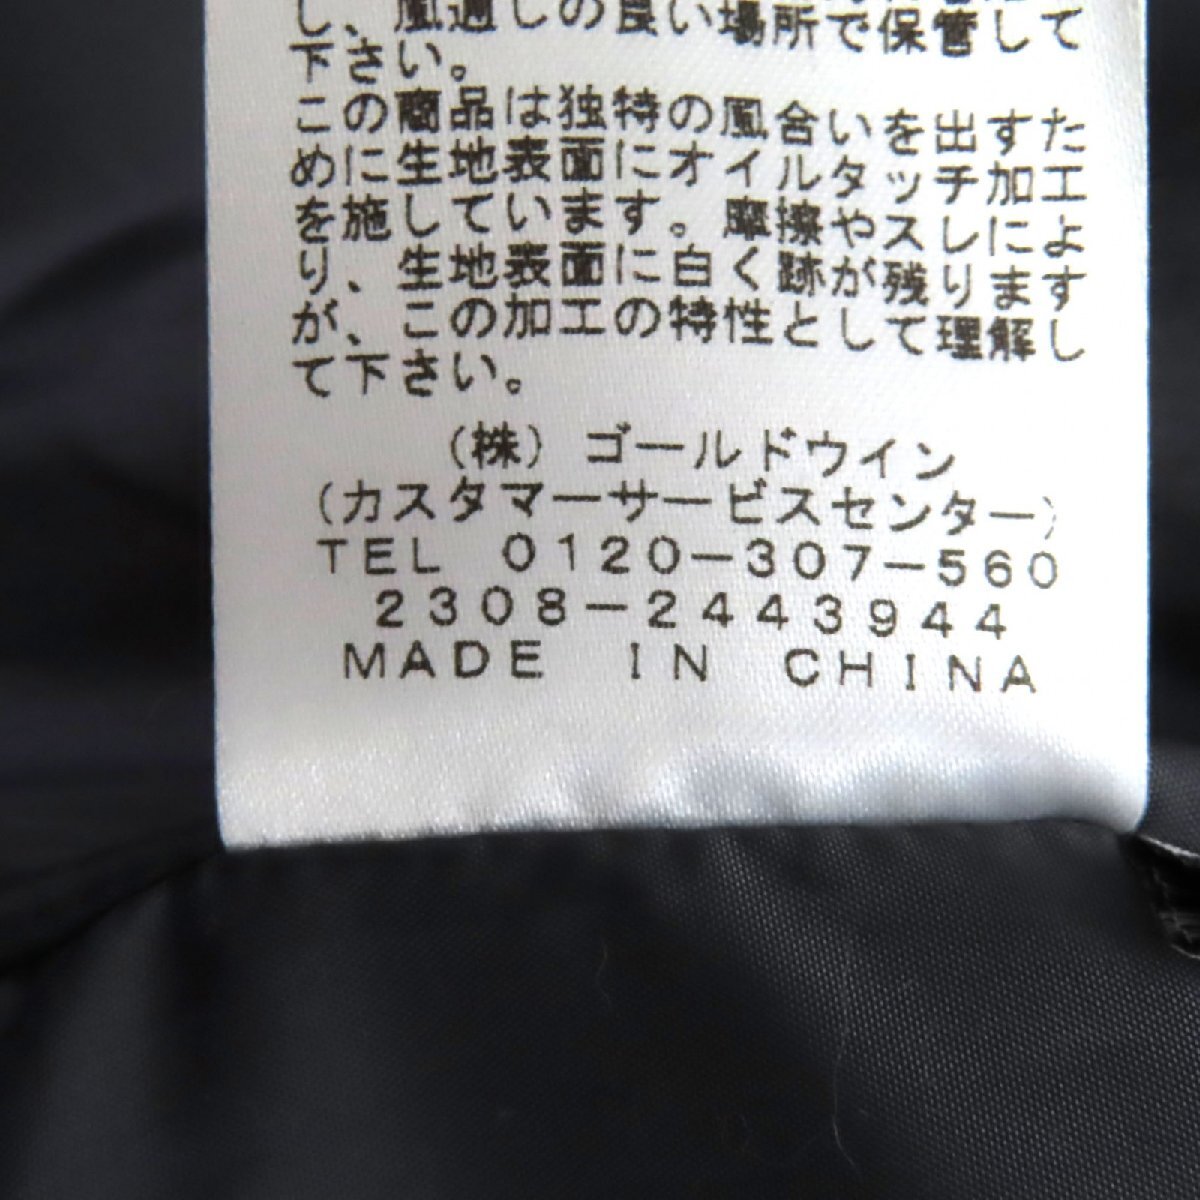 し、風通しの良い場所で保管して
下さい。
この商品は独特の風合いを出すた
めに生地表面にオイルタッチ加工
を施しています。摩擦やスレによ
り、生地表面に白く跡が残ります
が、この加工の特性として理解し
て下さい。
(株) ゴールドウイン
(カスタマーサービスセンター)
TEL 0120-307-560
2308-2443944
MADE IN CHINA